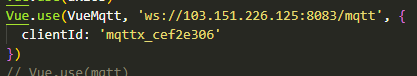 Vue.use(VueMqtt, 'ws://103.151.226.125:8083/mqtt', {
  clientId: 'mqttx_cef2e306'
})
// Vue.use(mqtt)